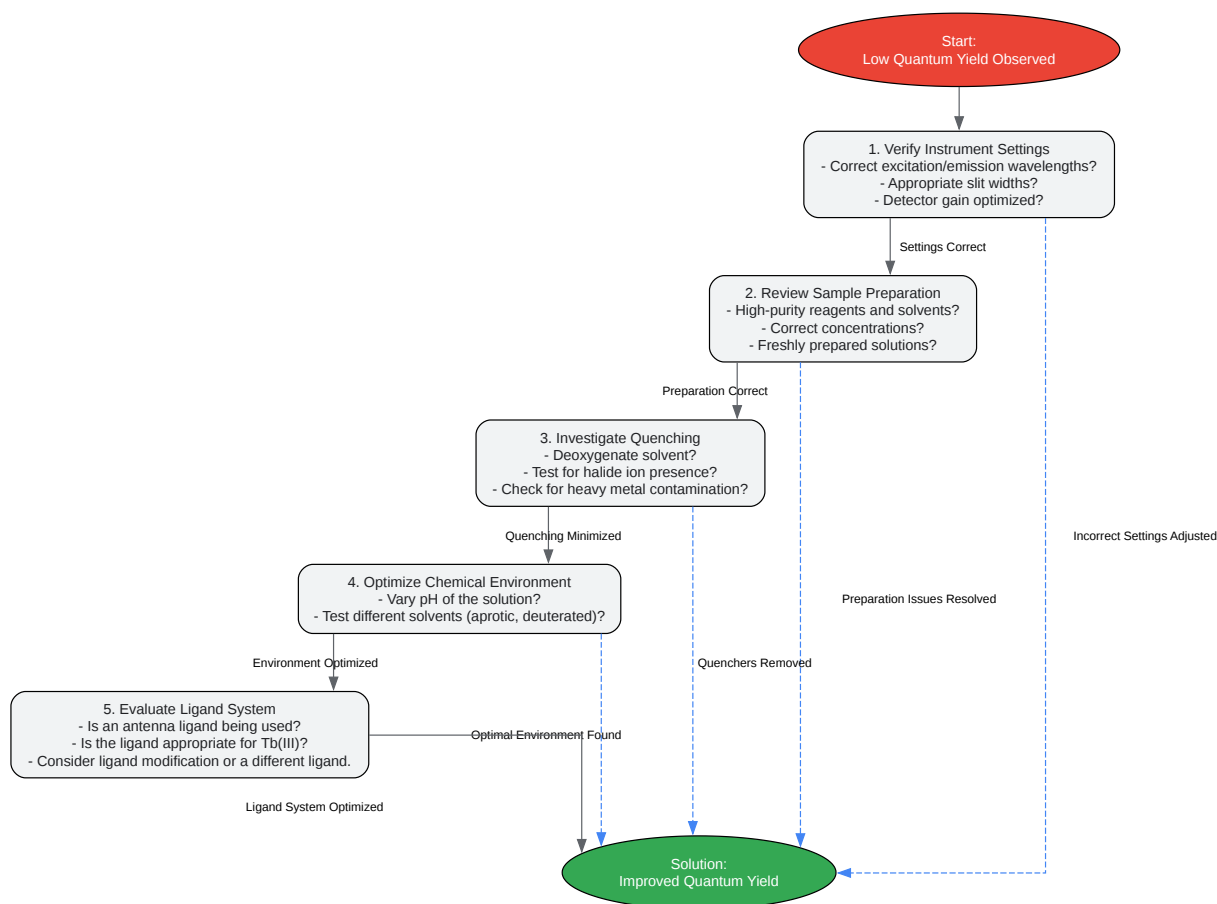 Start:
Low Quantum Yield Observed
1. Verify Instrument Settings
- Correct excitation/emission wavelengths?
- Appropriate slit widths?
- Detector gain optimized?
Settings Correct
2. Review Sample Preparation
- High-purity reagents and solvents?
- Correct concentrations?
- Freshly prepared solutions?
Preparation Correct
3. Investigate Quenching
- Deoxygenate solvent?
- Test for halide ion presence?
- Check for heavy metal contamination?
Quenching Minimized
Incorrect Settings Adjusted
4. Optimize Chemical Environment
- Vary pH of the solution?
- Test different solvents (aprotic, deuterated)?
Preparation Issues Resolved
Environment Optimized
Quenchers Removed
5. Evaluate Ligand System
- Is an antenna ligand being used?
- Is the ligand appropriate for Tb(III)?
- Consider ligand modification or a different ligand.
Optimal Environment Found
Ligand System Optimized
Solution:
Improved Quantum Yield